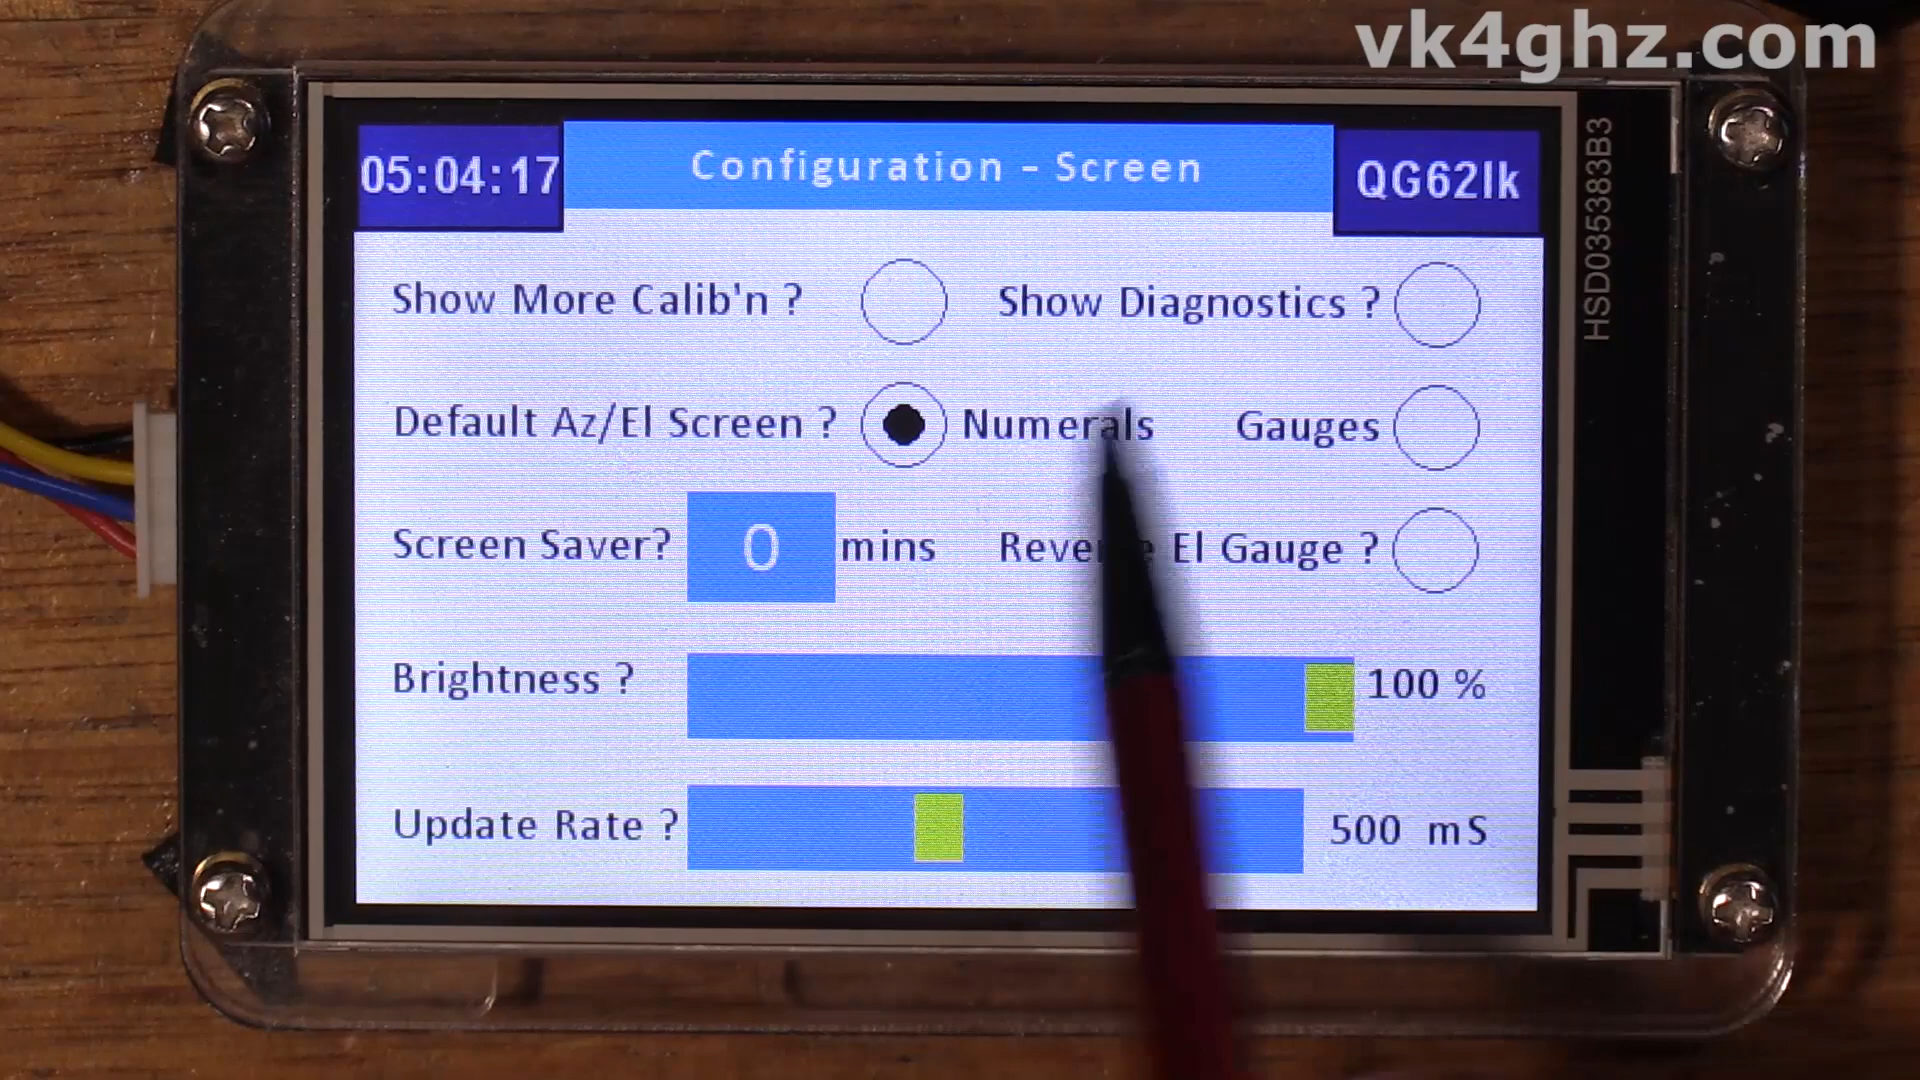 vk4ghz.com
05:04:17 Configuration - Screen QG62lk
HSD035383B3
Show More Calib'n ? Show Diagnostics ?
Default Az/El Screen ? Numerals Gauges
Screen Saver? 0 mins El Gauge ?
Brightness ? 100 %
Update Rate ? 500 mS